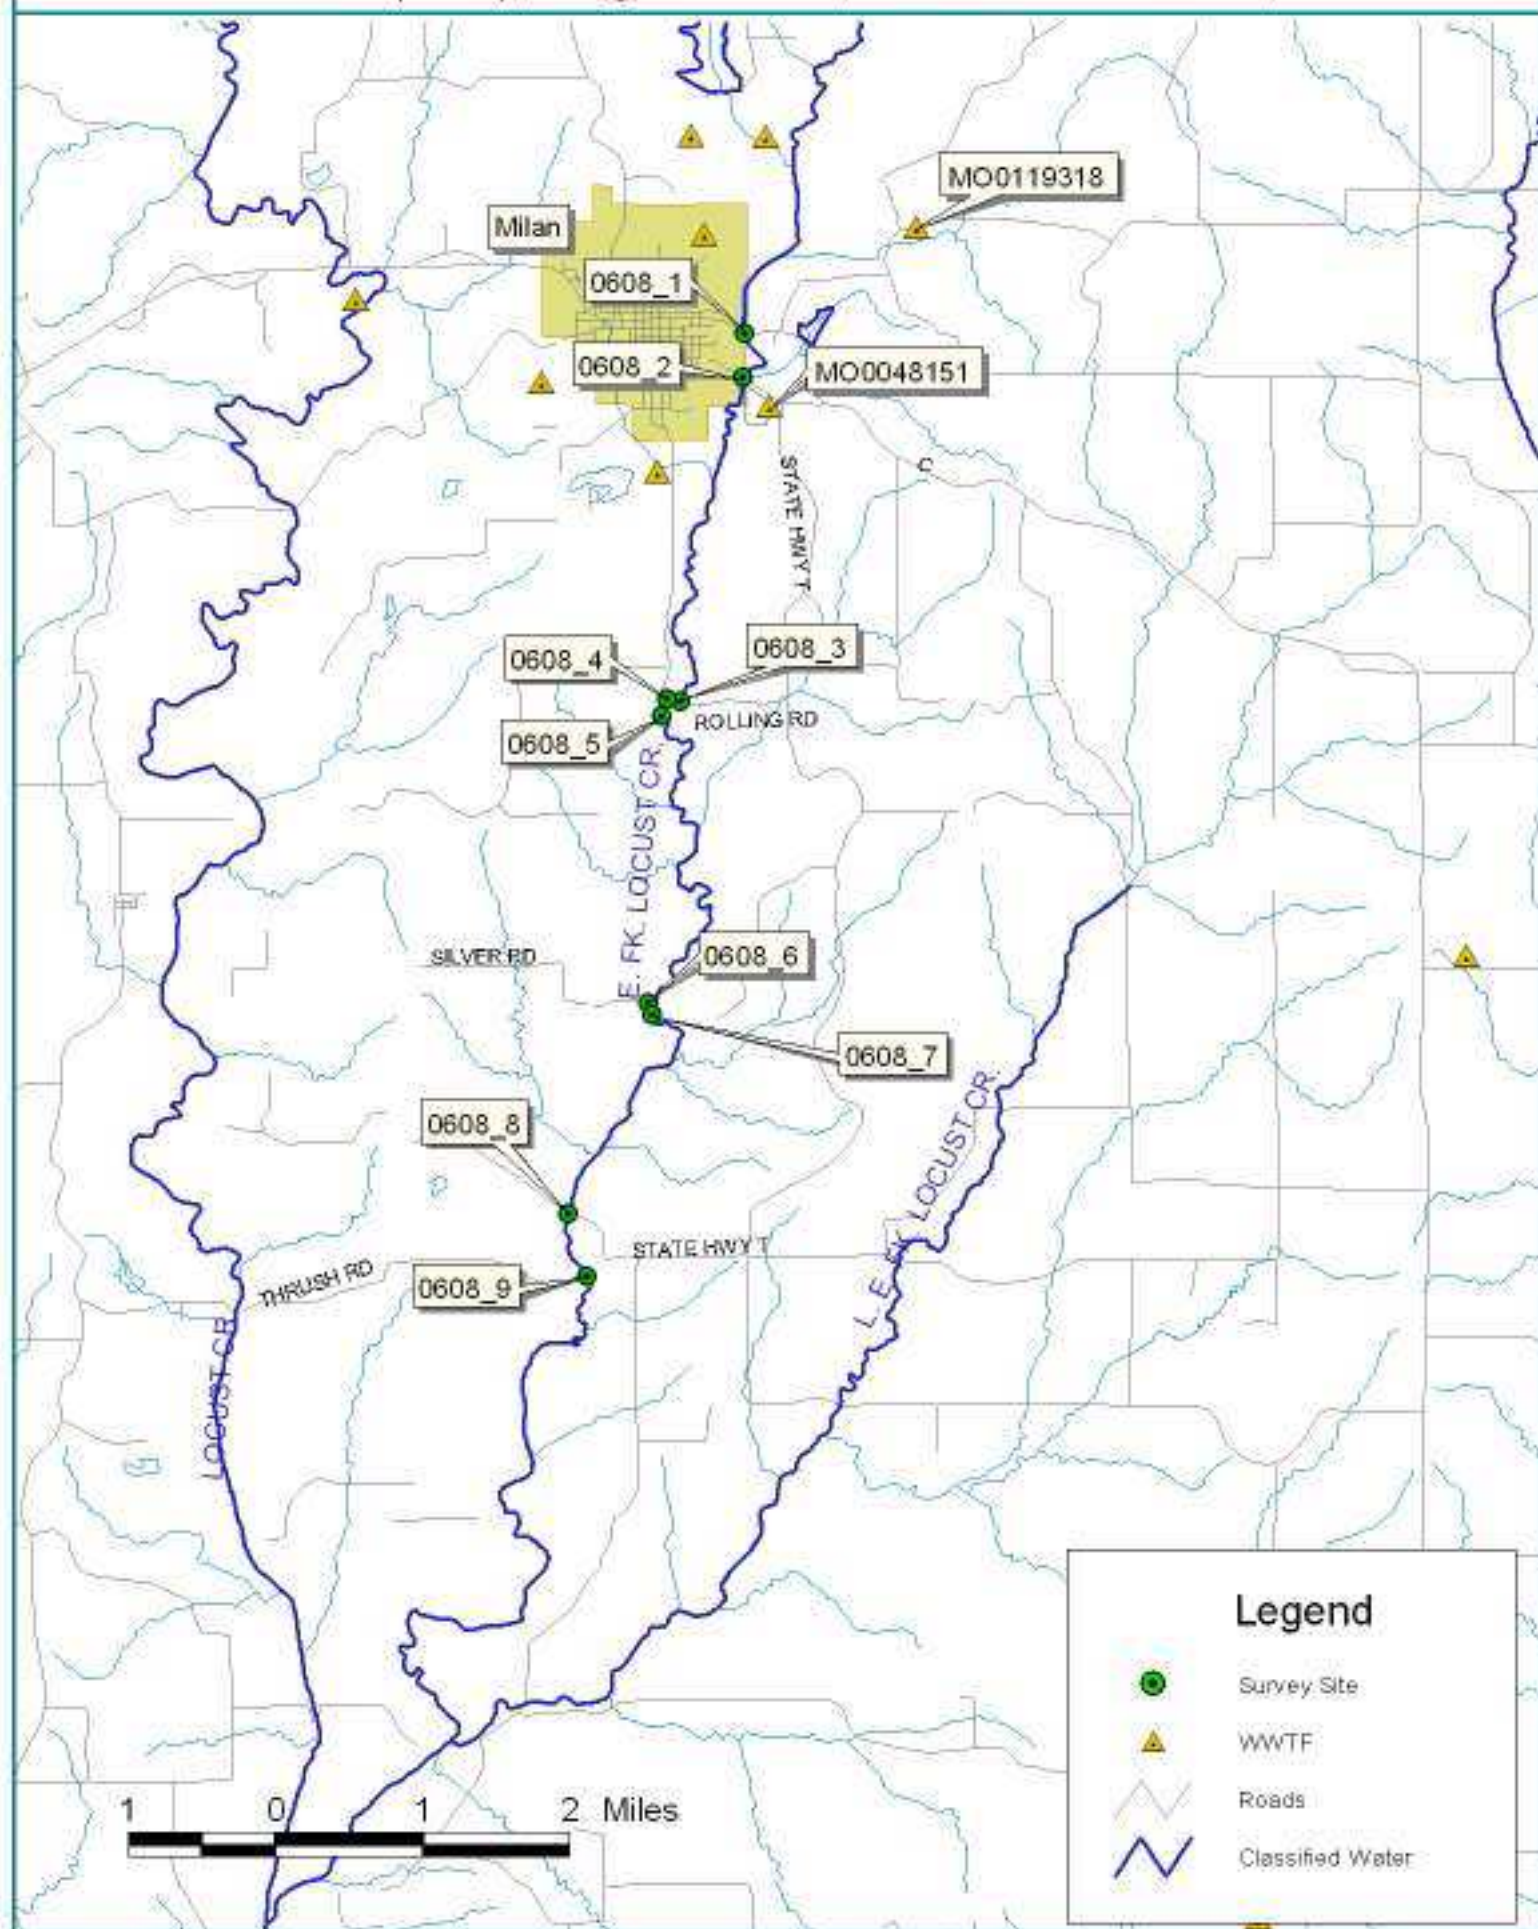 MO0119318
Milan
0608_1
0608_2
MO0048151
C
STATE HWY T
0608_4
0608_3
0608_5
ROLLING RD
E. FK. LOCUST CR.
SILVER RD
0608_6
0608_7
0608_8
L. E. FK. LOCUST CR.
STATE HWY T
THRUSH RD
0608_9
LOCUST CR.
Legend
Survey Site
WWTF
Roads
Classified Water
1 0 1 2 Miles